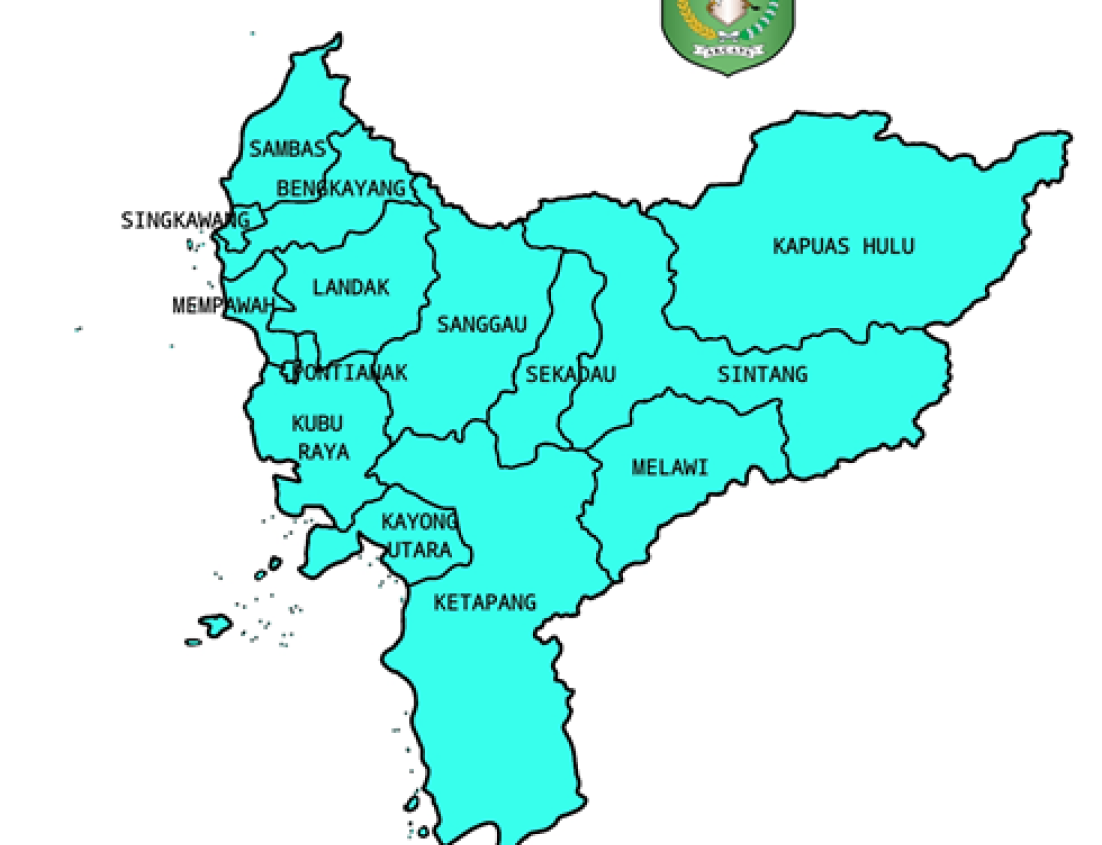 SAMBAS
BENGKAYANG
SINGKAWANG
KAPUAS HULU
LANDAK
MEMPAWAH
SANGGAU
PONTIANAK
SEKADAU
SINTANG
KUBU
RAYA
MELAWI
KAYONG
UTARA
KETAPANG